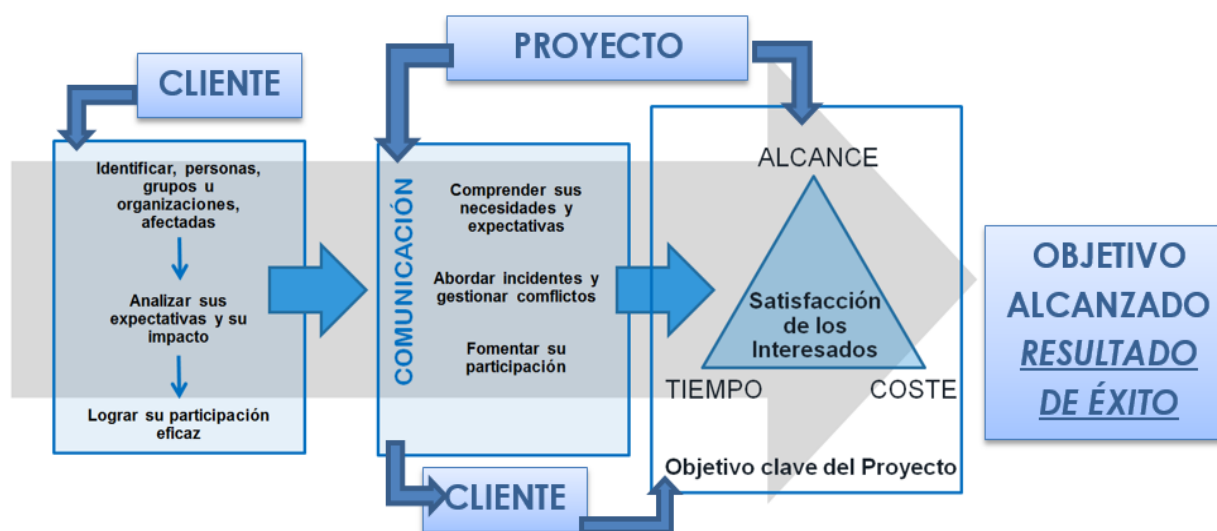 PROYECTO
CLIENTE
Identificar, personas,
grupos u
organizaciones,
afectadas
Analizar sus
expectativas y su
impacto
Lograr su participación
eficaz
COMUNICACIÓN
Comprender sus
necesidades y
expectativas
Abordar incidentes y
gestionar conflictos
Fomentar su
participación
CLIENTE
ALCANCE
Satisfacción
de los
Interesados
TIEMPO
COSTE
Objetivo clave del Proyecto
OBJETIVO
ALCANZADO
RESULTADO
DE ÉXITO